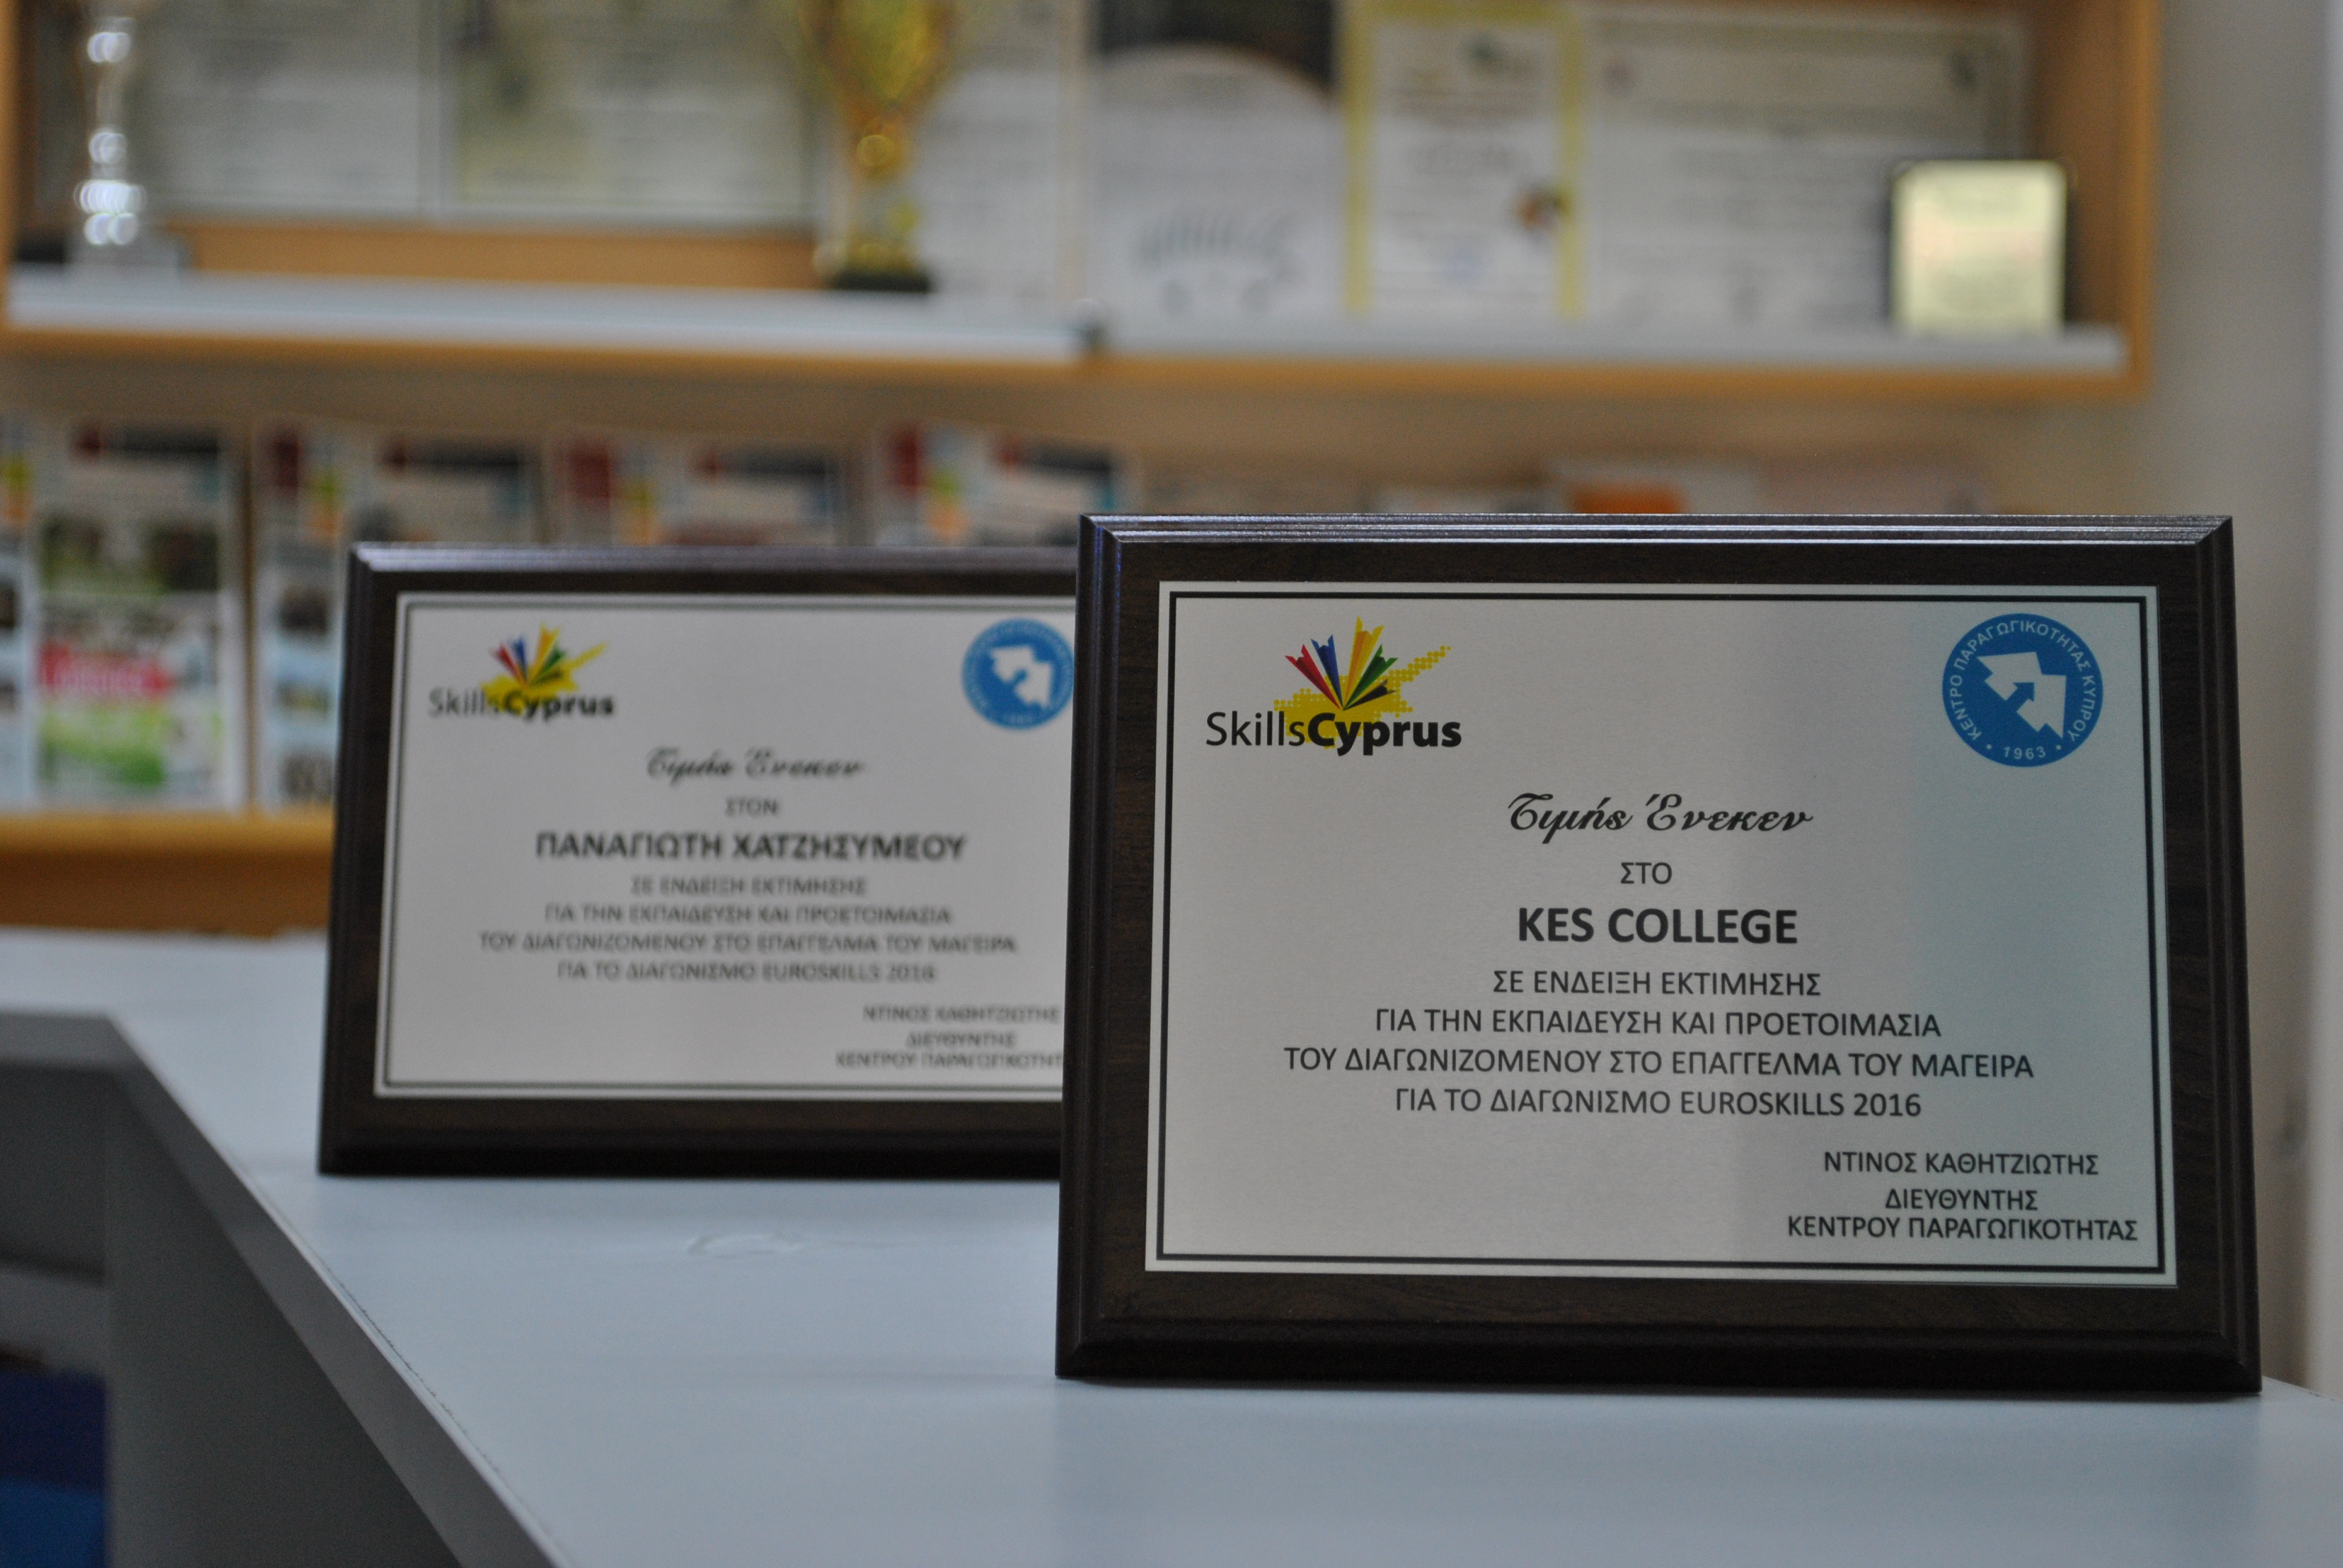 SkillsCyprus
Τιμής Ένεκεν
ΣΤΟΝ
ΠΑΝΑΓΙΩΤΗ ΧΑΤΖΗΣΥΜΕΟΥ
ΣΕ ΕΝΔΕΙΞΗ ΕΚΤΙΜΗΣΗΣ
ΓΙΑ ΤΗΝ ΕΚΠΑΙΔΕΥΣΗ ΚΑΙ ΠΡΟΕΤΟΙΜΑΣΙΑ
ΤΟΥ ΔΙΑΓΩΝΙΖΟΜΕΝΟΥ ΣΤΟ ΕΠΑΓΓΕΛΜΑ ΤΟΥ ΜΑΓΕΙΡΑ
ΓΙΑ ΤΟ ΔΙΑΓΩΝΙΣΜΟ EUROSKILLS 2016
ΝΤΙΝΟΣ ΚΑΘΗΤΖΙΩΤΗΣ
ΔΙΕΥΘΥΝΤΗΣ
ΚΕΝΤΡΟΥ ΠΑΡΑΓΩΓΙΚΟΤΗΤ
SkillsCyprus
ΚΕΝΤΡΟ ΠΑΡΑΓΩΓΙΚΟΤΗΤΑΣ ΚΥΠΡΟΥ
• 1963 •
Τιμής Ένεκεν
ΣΤΟ
KES COLLEGE
ΣΕ ΕΝΔΕΙΞΗ ΕΚΤΙΜΗΣΗΣ
ΓΙΑ ΤΗΝ ΕΚΠΑΙΔΕΥΣΗ ΚΑΙ ΠΡΟΕΤΟΙΜΑΣΙΑ
ΤΟΥ ΔΙΑΓΩΝΙΖΟΜΕΝΟΥ ΣΤΟ ΕΠΑΓΓΕΛΜΑ ΤΟΥ ΜΑΓΕΙΡΑ
ΓΙΑ ΤΟ ΔΙΑΓΩΝΙΣΜΟ EUROSKILLS 2016
ΝΤΙΝΟΣ ΚΑΘΗΤΖΙΩΤΗΣ
ΔΙΕΥΘΥΝΤΗΣ
ΚΕΝΤΡΟΥ ΠΑΡΑΓΩΓΙΚΟΤΗΤΑΣ